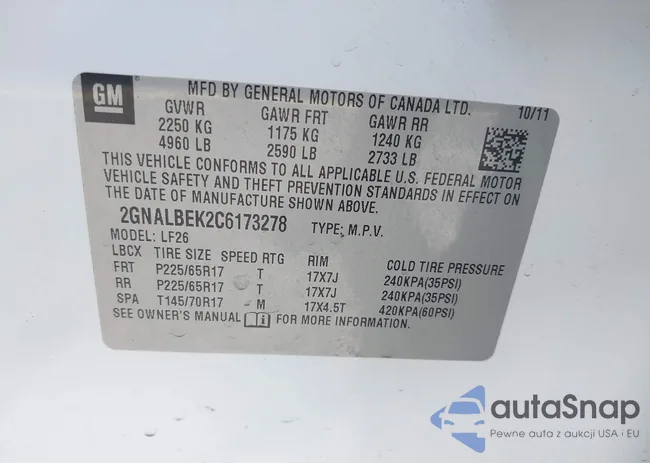 GM
MFD BY GENERAL MOTORS OF CANADA LTD. 10/11
GVWR GAWR FRT GAWR RR
2250 KG 1175 KG 1240 KG
4960 LB 2590 LB 2733 LB
THIS VEHICLE CONFORMS TO ALL APPLICABLE U.S. FEDERAL MOTOR
VEHICLE SAFETY AND THEFT PREVENTION STANDARDS IN EFFECT ON
THE DATE OF MANUFACTURE SHOWN ABOVE.
2GNALBEK2C6173278 TYPE: M.P.V.
MODEL: LF26
LBCX TIRE SIZE SPEED RTG RIM COLD TIRE PRESSURE
FRT P225/65R17 T 17X7J 240KPA(35PSI)
RR P225/65R17 T 17X7J 240KPA(35PSI)
SPA T145/70R17 M 17X4.5T 420KPA(60PSI)
SEE OWNER'S MANUAL FOR MORE INFORMATION.
autaSnap
Pewne auta z aukcji USA i EU